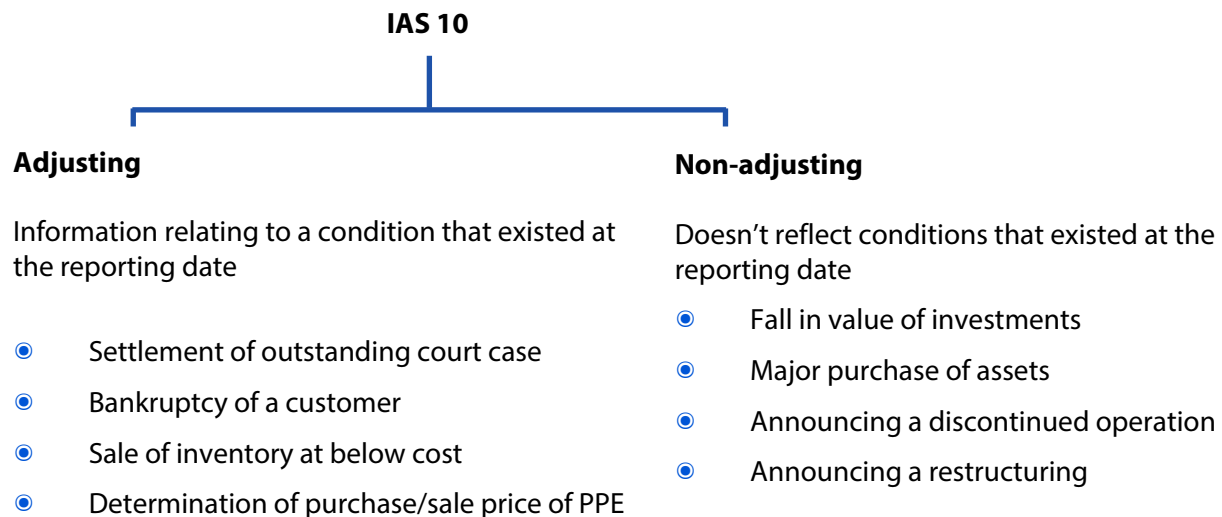 IAS 10
Adjusting
Information relating to a condition that existed at
the reporting date
Settlement of outstanding court case
Bankruptcy of a customer
Sale of inventory at below cost
Determination of purchase/sale price of PPE
Non-adjusting
Doesn’t reflect conditions that existed at the
reporting date
Fall in value of investments
Major purchase of assets
Announcing a discontinued operation
Announcing a restructuring